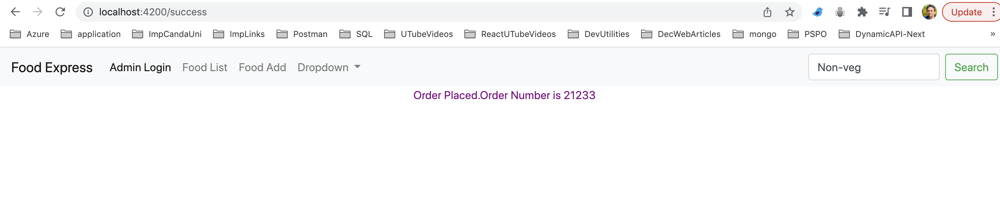 localhost:4200/success
Update
Azure application ImpCandaUni ImpLinks Postman SQL UTubeVideos ReactUTubeVideos DevUtilities DecWebArticles mongo PSPO DynamicAPI-Next »
Food Express Admin Login Food List Food Add Dropdown Non-veg Search
Order Placed.Order Number is 21233